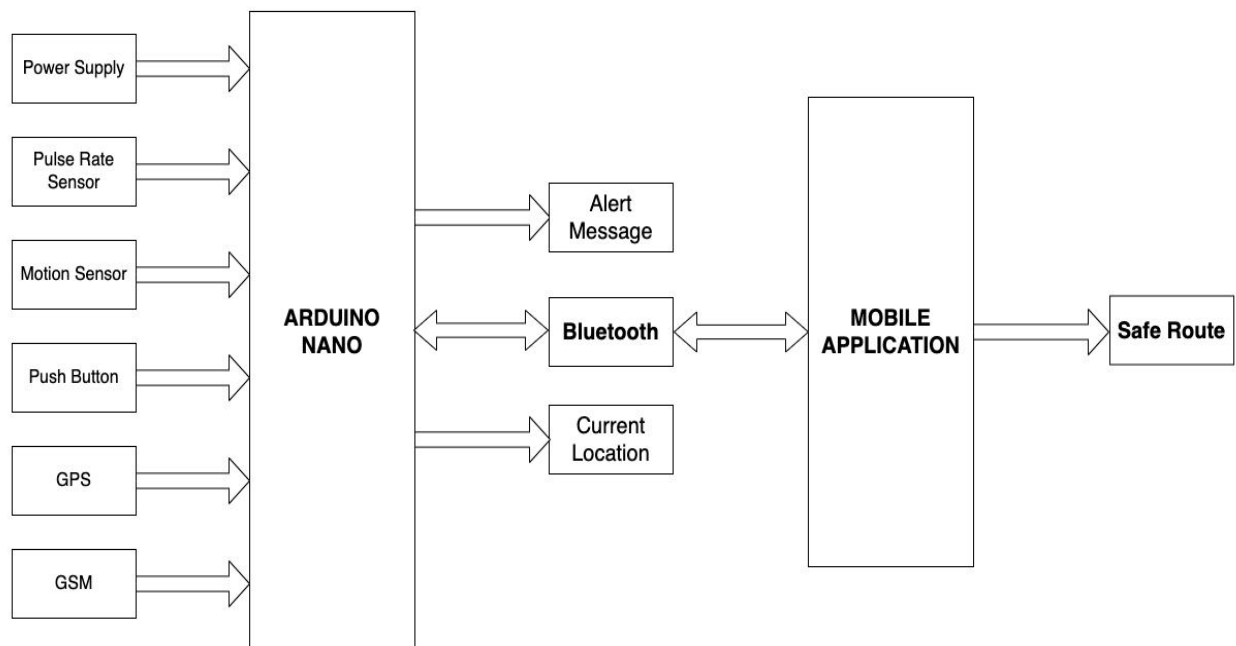 Power Supply
Pulse Rate
Sensor
Motion Sensor
Push Button
GPS
GSM
ARDUINO
NANO
Alert
Message
Bluetooth
Current
Location
MOBILE
APPLICATION
Safe Route